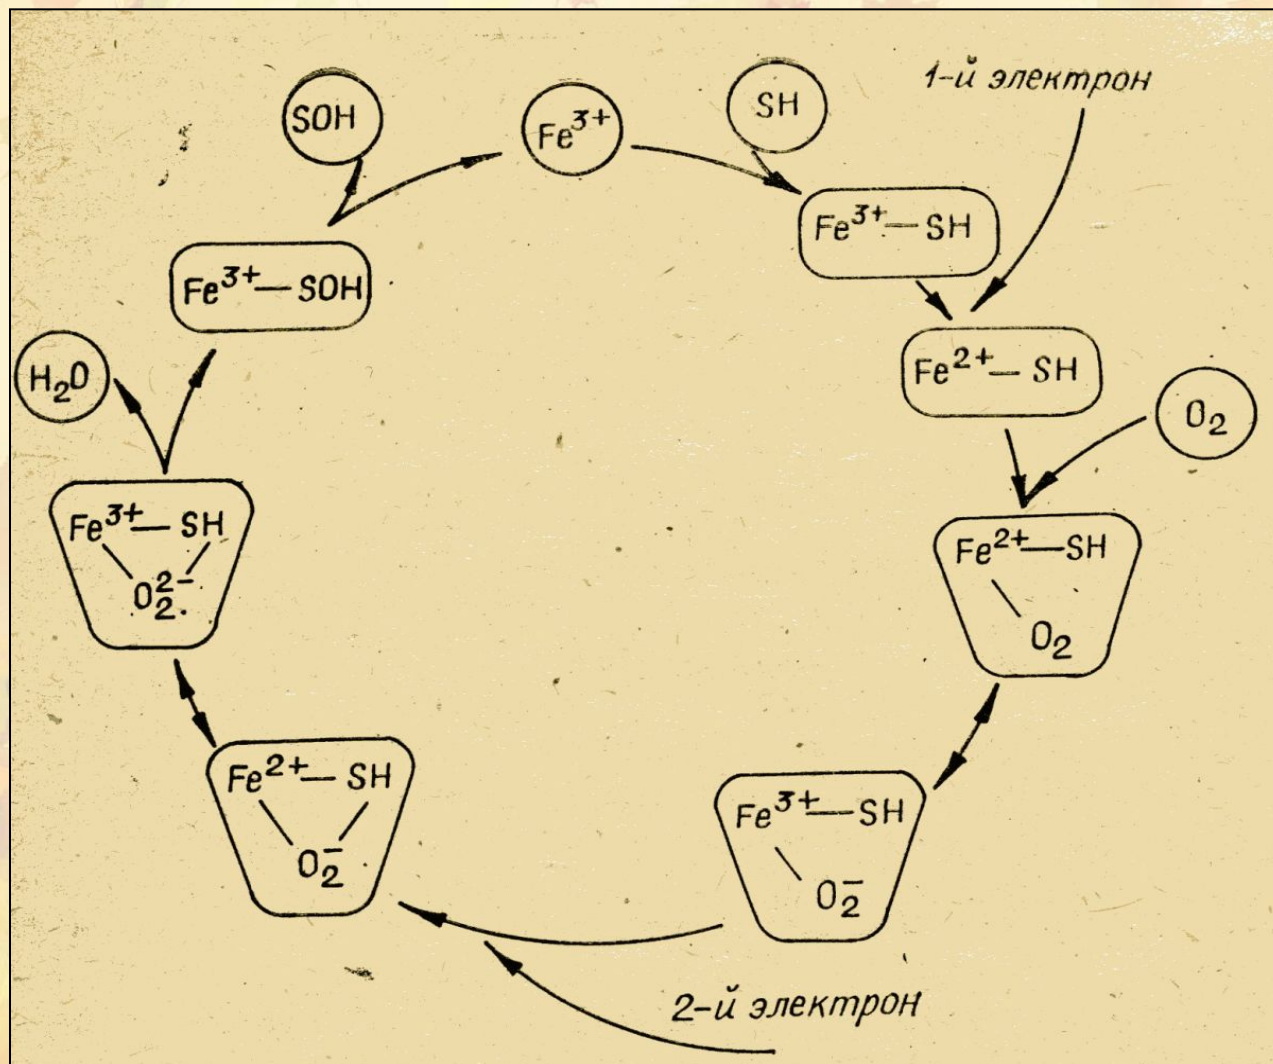 SOH
Fe³⁺
SH
1-й электрон
Fe³⁺—SH
Fe²⁺—SH
O₂
Fe²⁺—SH
O₂
Fe³⁺—SH
O₂⁻
2-й электрон
Fe²⁺—SH
O₂⁻
Fe³⁺—SH
O₂²⁻
H₂O
Fe³⁺—SOH